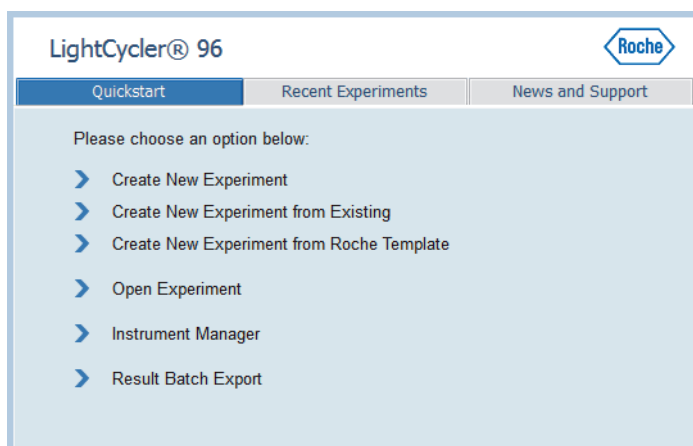 LightCycler® 96
Roche
Quickstart
Recent Experiments
News and Support
Please choose an option below:
Create New Experiment
Create New Experiment from Existing
Create New Experiment from Roche Template
Open Experiment
Instrument Manager
Result Batch Export